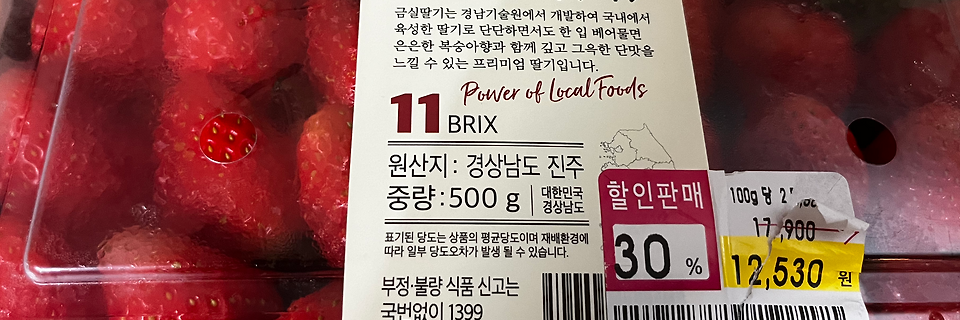 금실딸기는 경남기술원에서 개발하여 국내에서
육성한 딸기로 단단하면서도 한 입 베어물면
은은한 복숭아향과 함께 깊고 그윽한 단맛을
느낄 수 있는 프리미엄 딸기입니다.
Power of Local Foods
11 BRIX
원산지 : 경상남도 진주
중량 : 500 g
대한민국
경상남도
표기된 당도는 상품의 평균당도이며 재배환경에
따라 일부 당도오차가 발생 될 수 있습니다.
부정·불량 식품 신고는
국번없이 1399
할인판매
30 %
100g 당
17,900
12,530 원